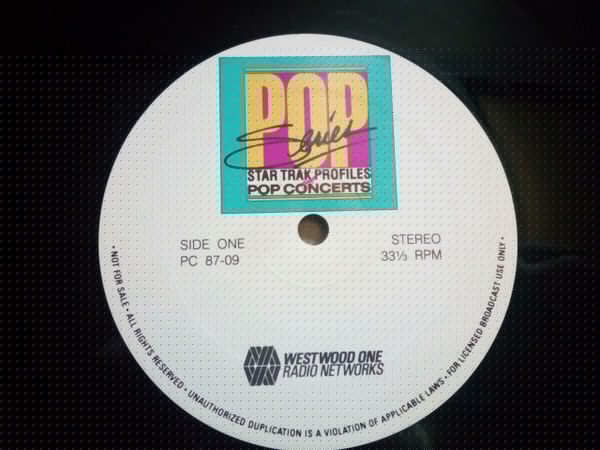 POP
Series
STAR TRAK PROFILES
POP CONCERTS
SIDE ONE
PC 87-09
STEREO
33⅓ RPM
WESTWOOD ONE
RADIO NETWORKS
• NOT FOR SALE • ALL RIGHTS RESERVED • UNAUTHORIZED DUPLICATION IS A VIOLATION OF APPLICABLE LAWS • FOR LICENSED BROADCAST USE ONLY •